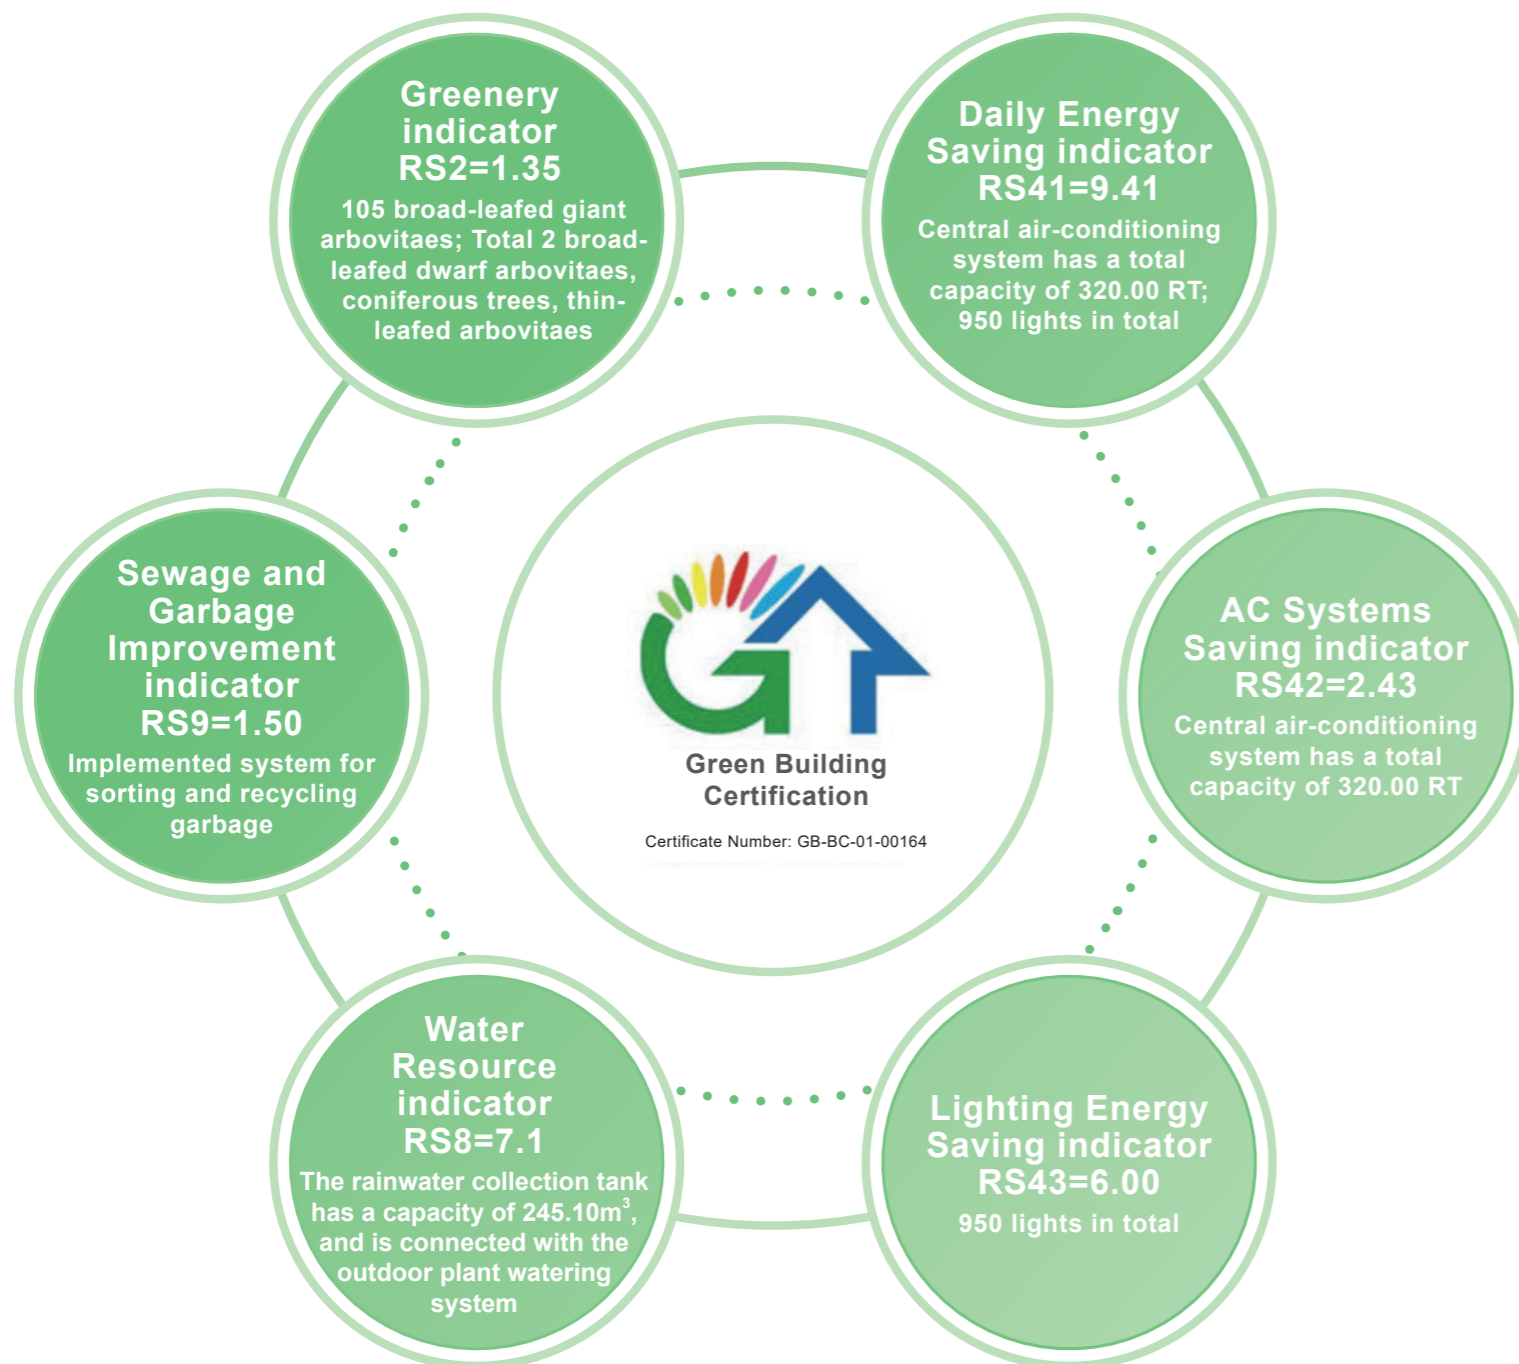 Greenery
indicator
RS2=1.35
105 broad-leafed giant
arbovitaes; Total 2 broad-
leafed dwarf arbovitaes,
coniferous trees, thin-
leafed arbovitaes
Daily Energy
Saving indicator
RS41=9.41
Central air-conditioning
system has a total
capacity of 320.00 RT;
950 lights in total
Sewage and
Garbage
Improvement
indicator
RS9=1.50
Implemented system for
sorting and recycling
garbage
Green Building
Certification
Certificate Number: GB-BC-01-00164
AC Systems
Saving indicator
RS42=2.43
Central air-conditioning
system has a total
capacity of 320.00 RT
Water
Resource
indicator
RS8=7.1
The rainwater collection tank
has a capacity of 245.10m³,
and is connected with the
outdoor plant watering
system
Lighting Energy
Saving indicator
RS43=6.00
950 lights in total